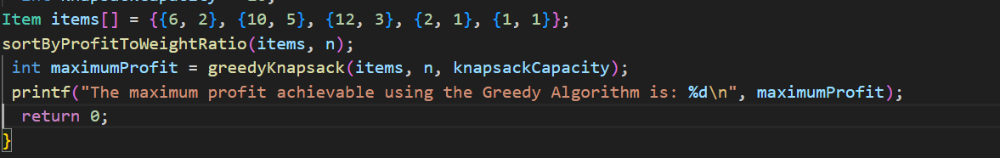 Item items[] = {{6, 2}, {10, 5}, {12, 3}, {2, 1}, {1, 1}};
sortByProfitToWeightRatio(items, n);
int maximumProfit = greedyKnapsack(items, n, knapsackCapacity);
printf("The maximum profit achievable using the Greedy Algorithm is: %d\n", maximumProfit);
return 0;
}